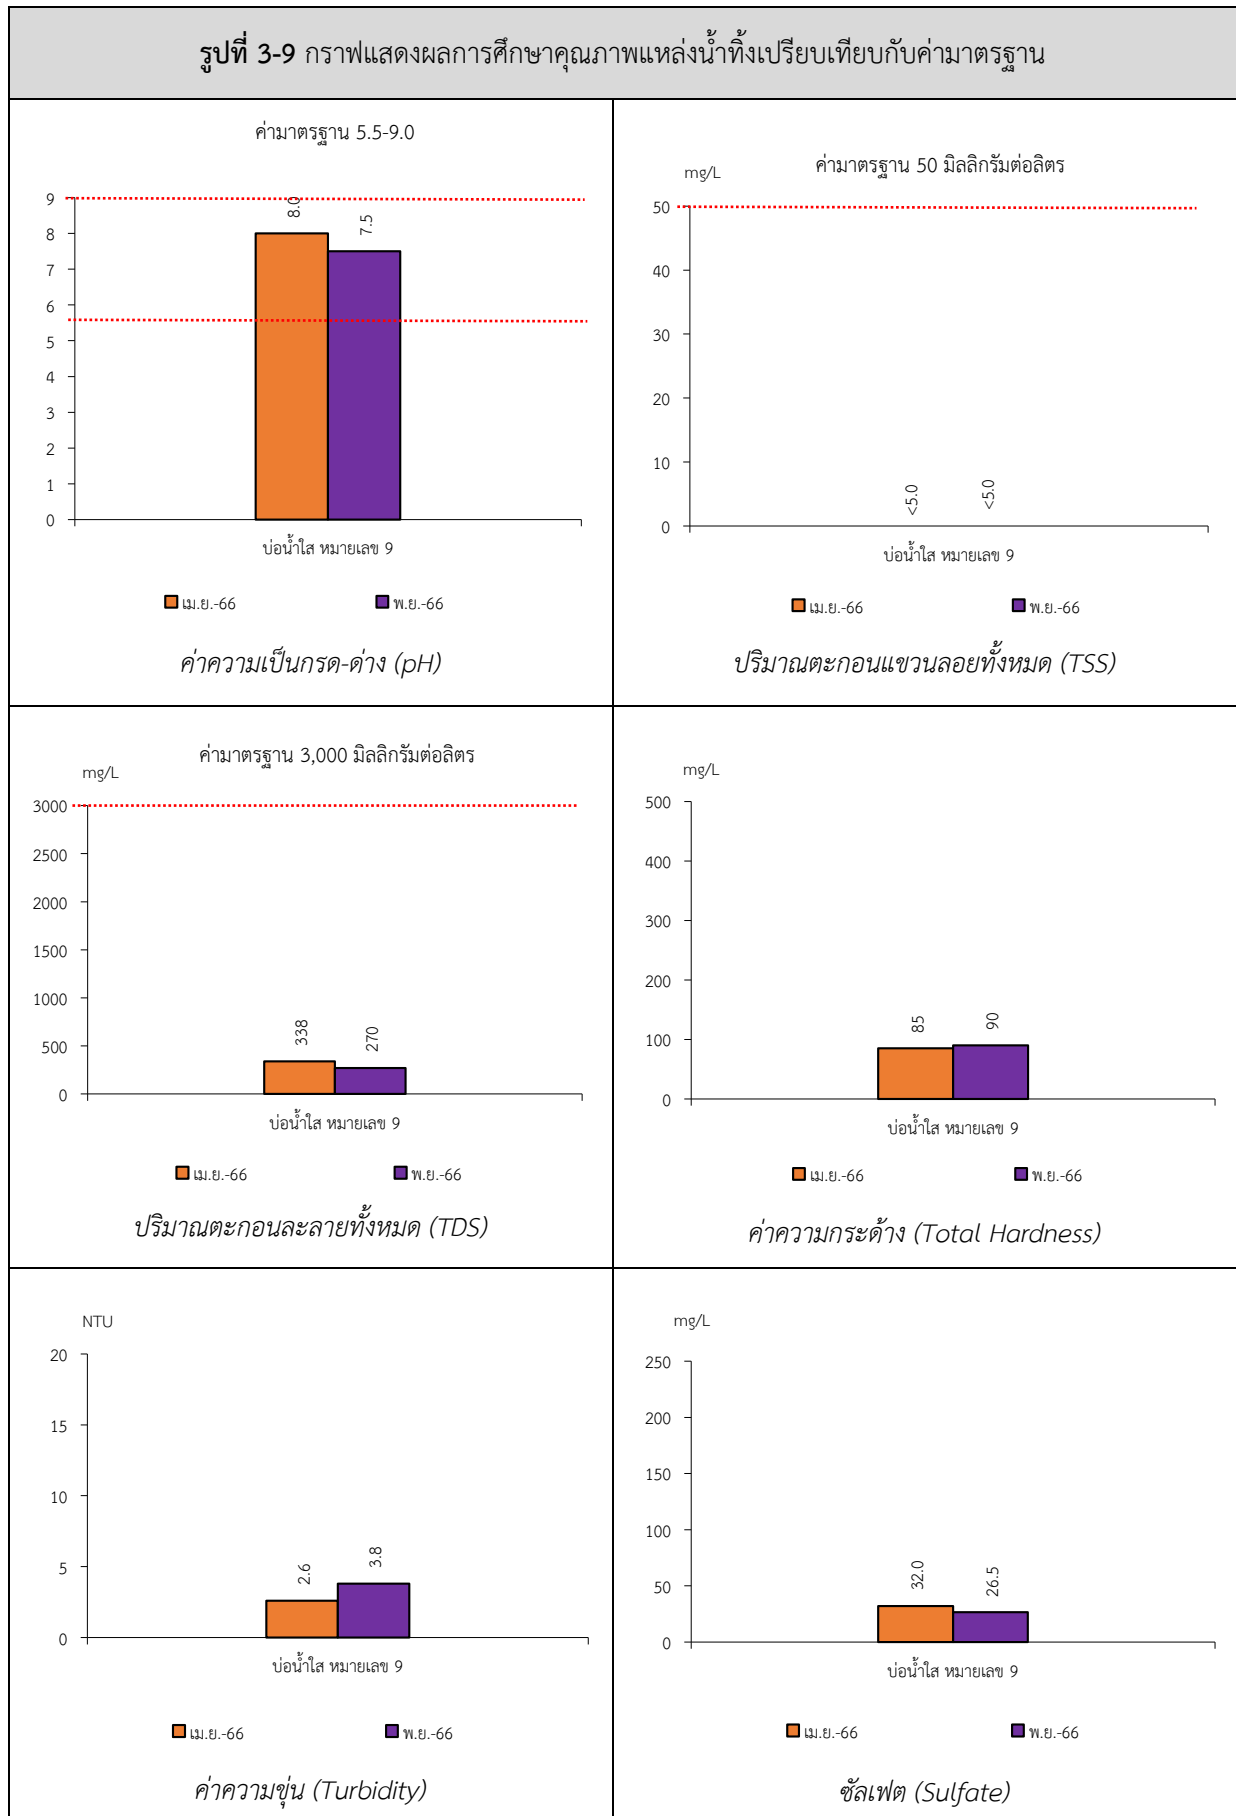 รูปที่ 3-9 กราฟแสดงผลการศึกษาคุณภาพแหล่งน้ำทิ้งเปรียบเทียบกับค่ามาตรฐาน
ค่ามาตรฐาน 5.5-9.0
9
8
7
6
5
4
3
2
1
0
8.0
7.5
บ่อน้ำใส หมายเลข 9
เม.ย.-66 พ.ย.-66
ค่าความเป็นกรด-ด่าง (pH)
mg/L
ค่ามาตรฐาน 50 มิลลิกรัมต่อลิตร
50
40
30
20
10
0
<5.0
<5.0
บ่อน้ำใส หมายเลข 9
เม.ย.-66 พ.ย.-66
ปริมาณตะกอนแขวนลอยทั้งหมด (TSS)
ค่ามาตรฐาน 3,000 มิลลิกรัมต่อลิตร
mg/L
3000
2500
2000
1500
1000
500
0
338
270
บ่อน้ำใส หมายเลข 9
เม.ย.-66 พ.ย.-66
ปริมาณตะกอนละลายทั้งหมด (TDS)
mg/L
500
400
300
200
100
0
85
90
บ่อน้ำใส หมายเลข 9
เม.ย.-66 พ.ย.-66
ค่าความกระด้าง (Total Hardness)
NTU
20
15
10
5
0
2.6
3.8
บ่อน้ำใส หมายเลข 9
เม.ย.-66 พ.ย.-66
ค่าความขุ่น (Turbidity)
mg/L
250
200
150
100
50
0
32.0
26.5
บ่อน้ำใส หมายเลข 9
เม.ย.-66 พ.ย.-66
ซัลเฟต (Sulfate)